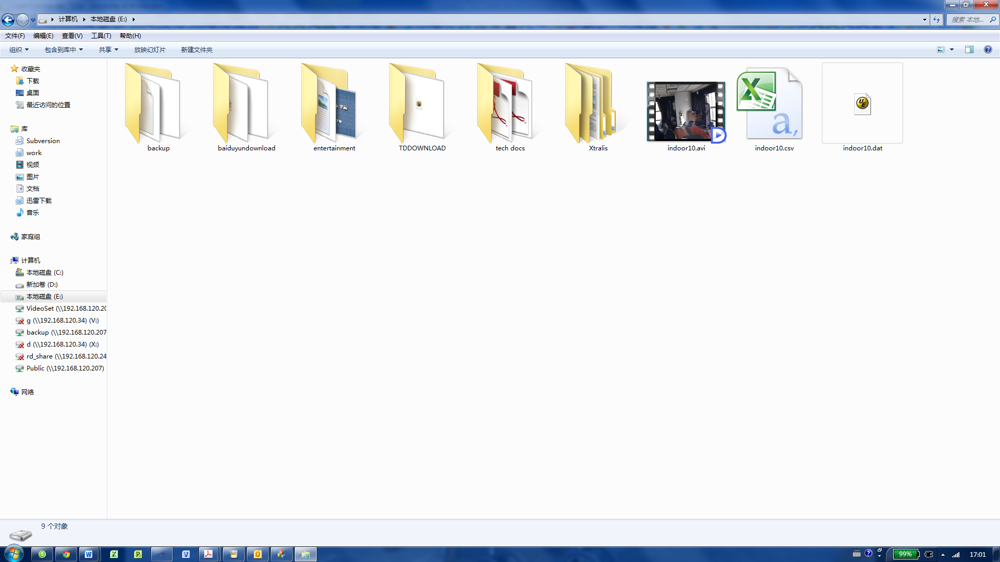 计算机 本地磁盘 (E:)
搜索 本地...
文件(F) 编辑(E) 查看(V) 工具(T) 帮助(H)
组织 包含到库中 共享 放映幻灯片 新建文件夹
收藏夹
下载
桌面
最近访问的位置
库
Subversion
work
视频
图片
文档
迅雷下载
音乐
家庭组
计算机
本地磁盘 (C:)
新加卷 (D:)
本地磁盘 (E:)
VideoSet (\\192.168.120.20
g (\\192.168.120.34) (V:)
backup (\\192.168.120.207
d (\\192.168.120.34) (X:)
rd_share (\\192.168.120.24
Public (\\192.168.120.207)
网络
backup baiduyundownload entertainment TDDOWNLOAD tech docs Xtralis indoor10.avi indoor10.csv indoor10.dat
9 个对象
99%
17:01